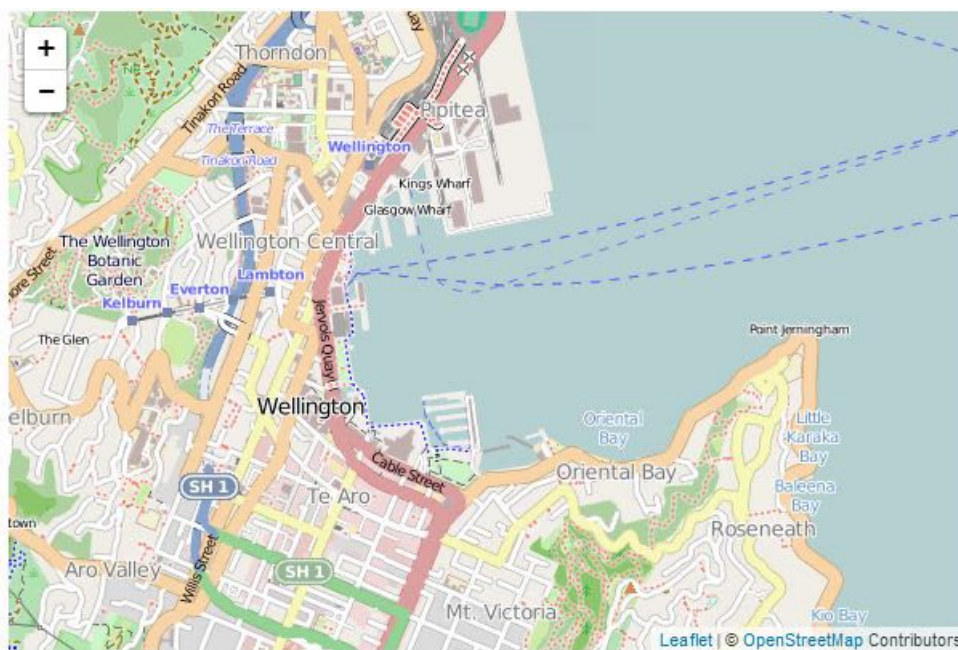 +
−
Thorndon
Quay
Tinakori Road
The Terrace
Tinakori Road
Pipitea
Wellington
Kings Wharf
Glasgow Wharf
The Wellington
Botanic
Garden
Wellington Central
Lambton
Everton
Kelburn
ore Street
The Glen
Jervois Quay
Point Jerningham
elburn
Wellington
Oriental
Bay
Little
Karaka
Bay
Cable Street
Oriental Bay
Baleena
Bay
SH 1
Te Aro
Roseneath
town
Aro Valley
Willis Street
SH 1
Mt. Victoria
Kio Bay
Leaflet | © OpenStreetMap Contributors